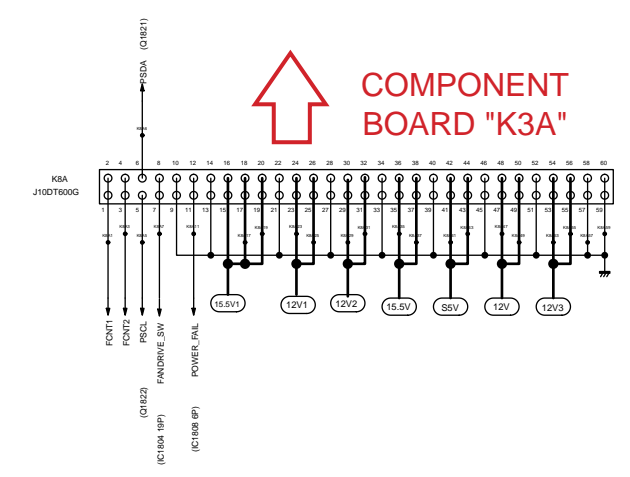 PSDA (Q1821)
COMPONENT
BOARD "K3A"
K8A
J10DT600G
2 4 6 8 10 12 14 16 18 20 22 24 26 28 30 32 34 36 38 40 42 44 46 48 50 52 54 56 58 60
1 3 5 7 9 11 13 15 17 19 21 23 25 27 29 31 33 35 37 39 41 43 45 47 49 51 53 55 57 59
15.5V1
12V1
12V2
15.5V
S5V
12V
12V3
FCNT1
FCNT2
PSCL (Q1822)
FANDRIVE_SW (IC1804 19P)
POWER_FAIL (IC1808 6P)